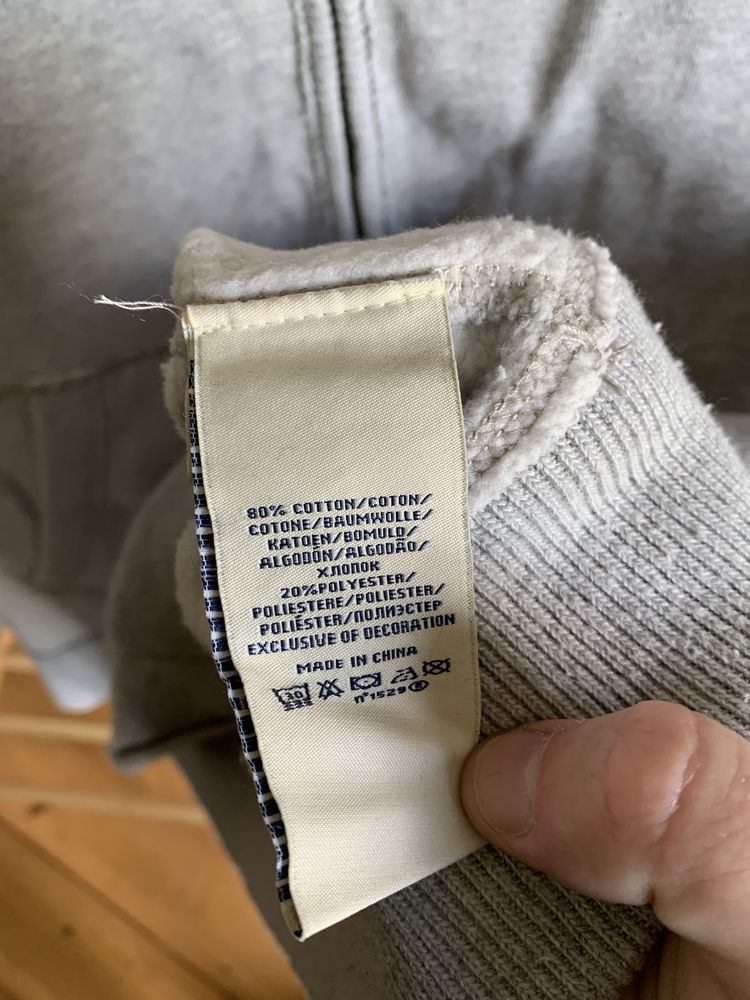 80% COTTON/COTON/
COTONE/BAUMWOLLE/
KATOEN/BOMULD/
ALGODÓN/ALGODÃO/
ХЛОПОК
20%POLYESTER/
POLIESTERE/POLIESTER/
POLIÉSTER/ПОЛИЭСТЕР
EXCLUSIVE OF DECORATION
MADE IN CHINA
30
n°1529®